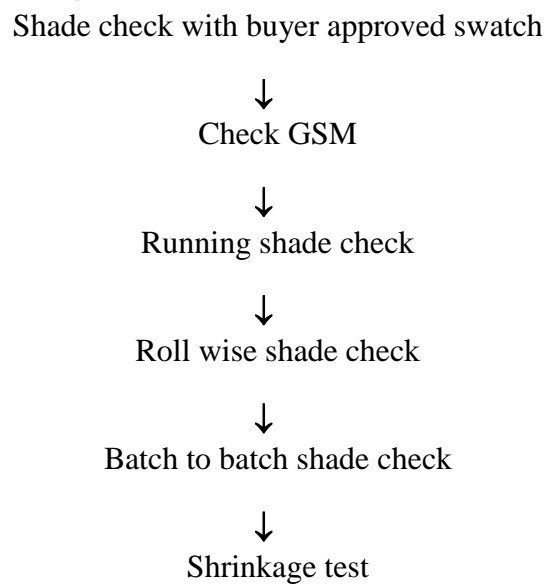 Shade check with buyer approved swatch
↓
Check GSM
↓
Running shade check
↓
Roll wise shade check
↓
Batch to batch shade check
↓
Shrinkage test